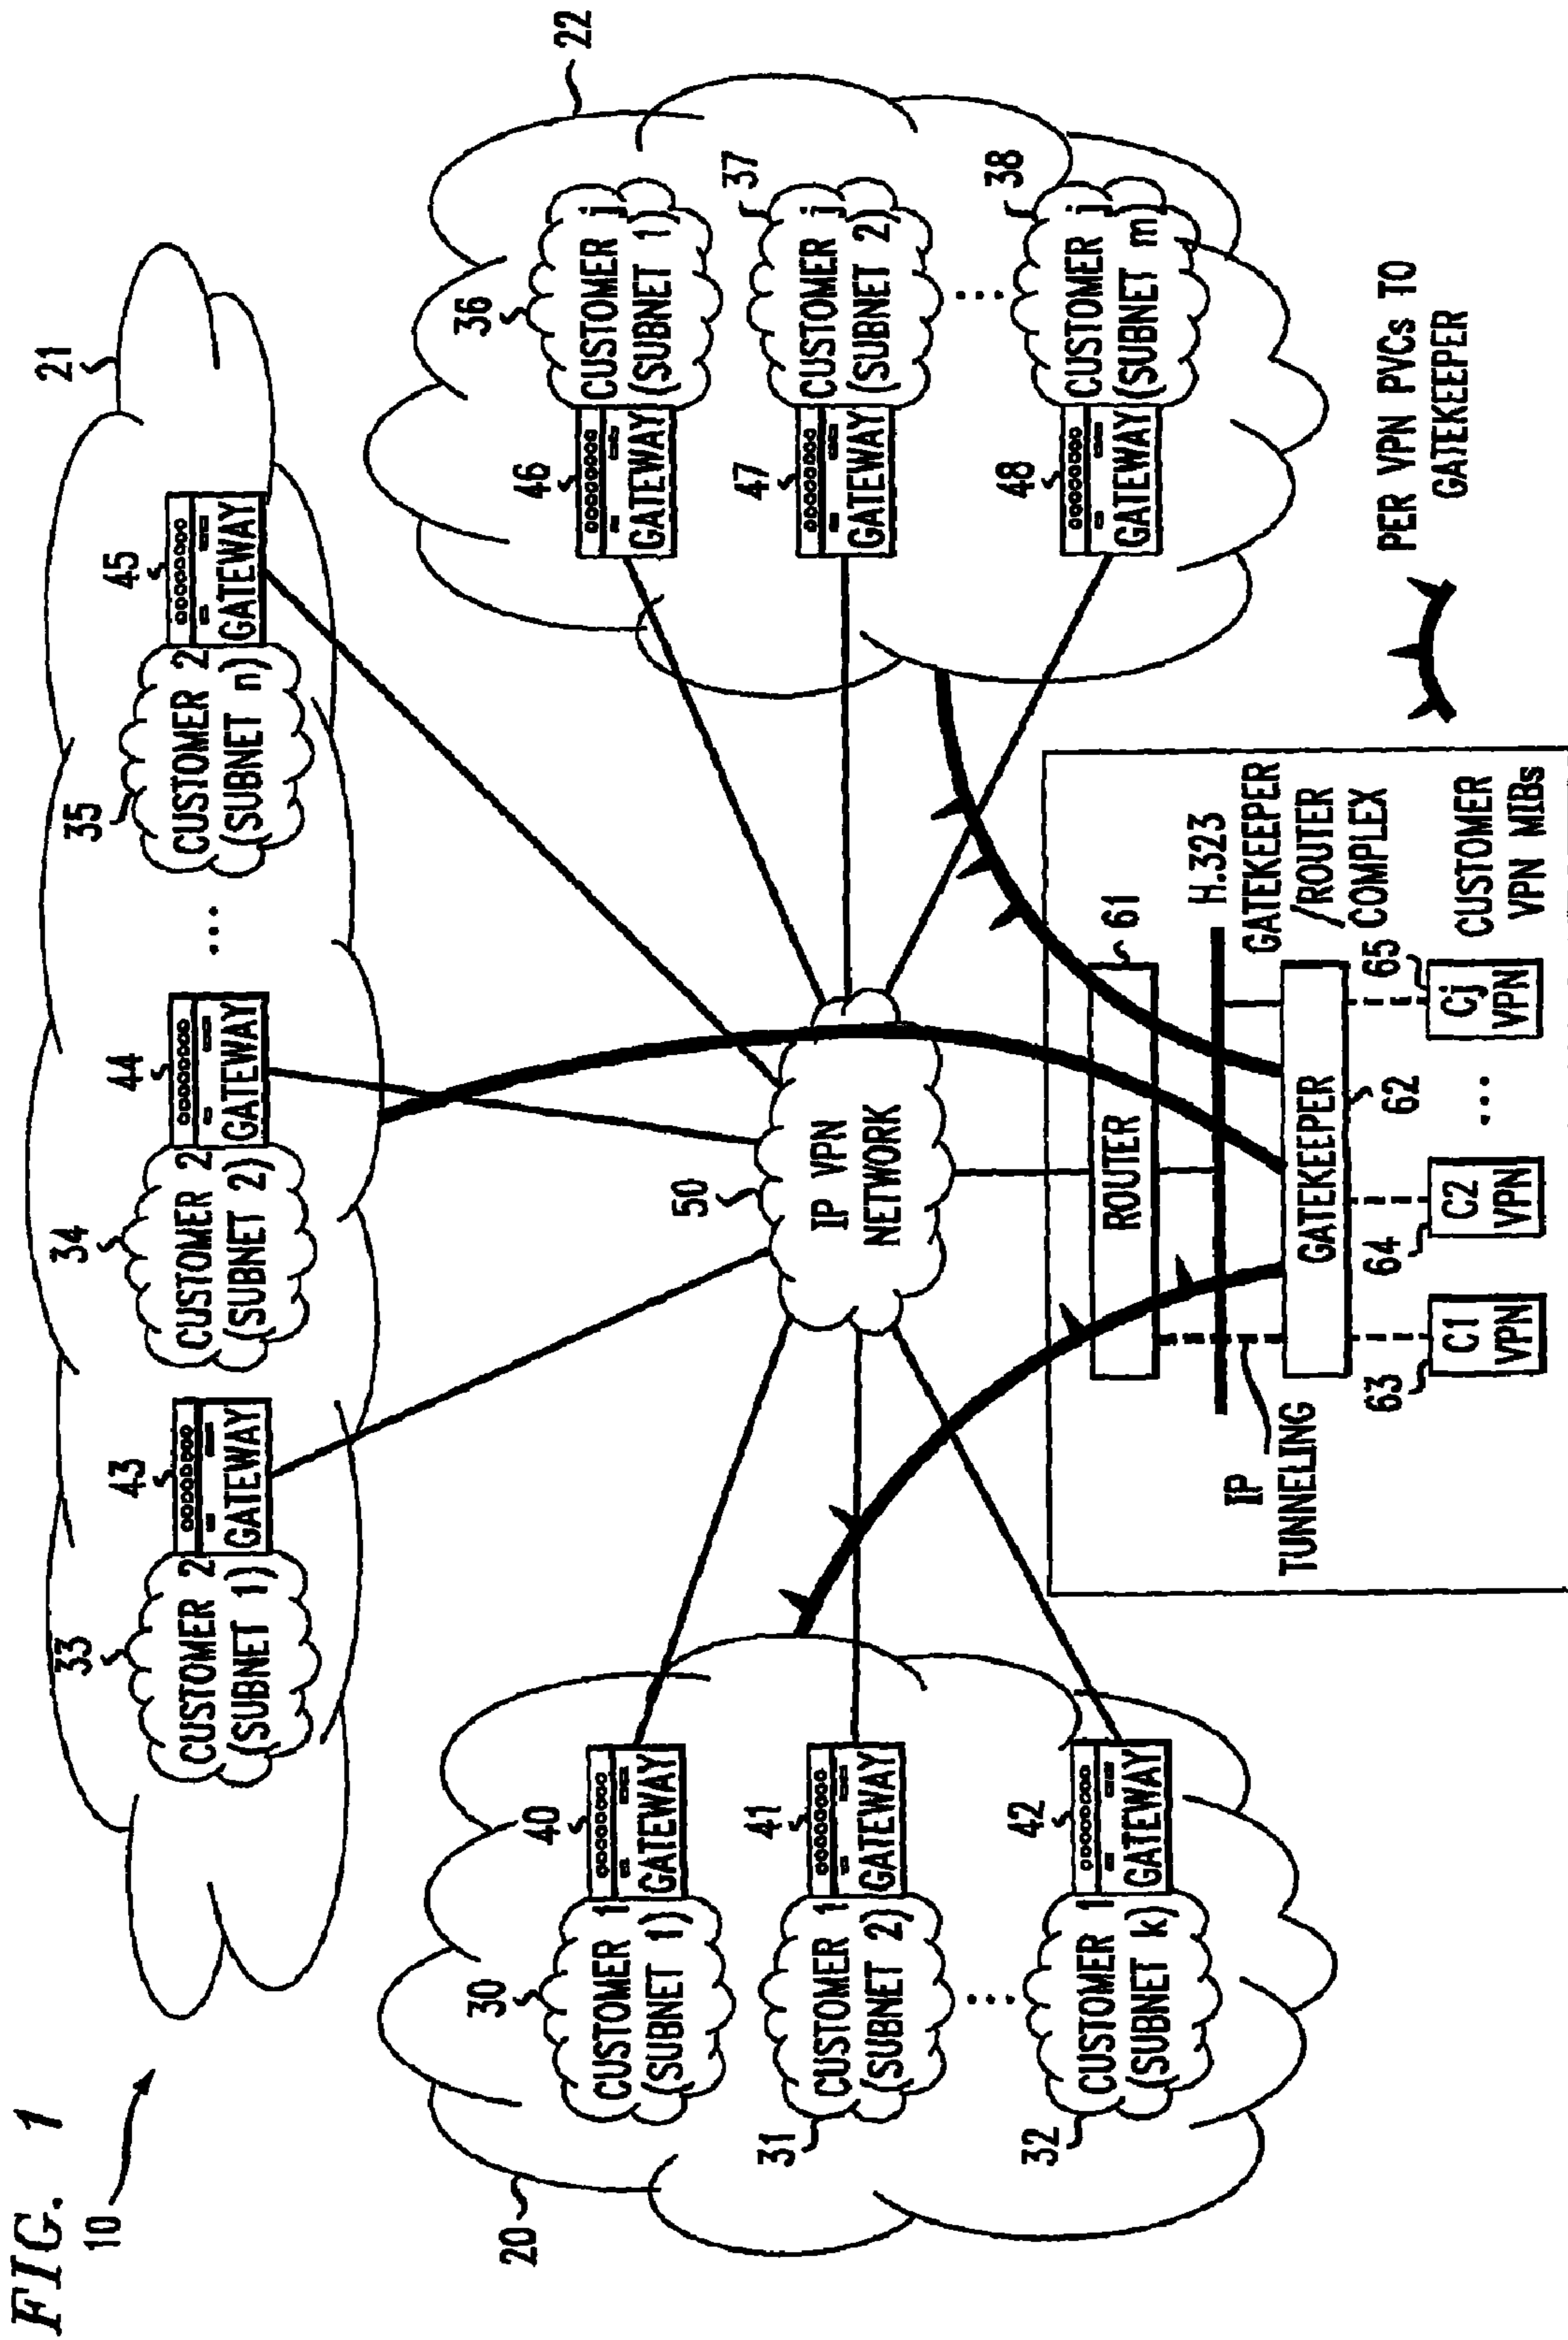 FIG. 1
10
21
33
CUSTOMER 2
(SUBNET 1)
43
GATEWAY
34
CUSTOMER 2
(SUBNET 2)
44
GATEWAY
...
35
CUSTOMER 2
(SUBNET n)
45
GATEWAY
20
30
CUSTOMER 1
(SUBNET 1)
40
GATEWAY
31
CUSTOMER 1
(SUBNET 2)
41
GATEWAY
...
32
CUSTOMER 1
(SUBNET k)
42
GATEWAY
50
IP VPN
NETWORK
22
36
CUSTOMER j
(SUBNET 1)
46
GATEWAY
37
CUSTOMER j
(SUBNET 2)
47
GATEWAY
...
38
CUSTOMER j
(SUBNET m)
48
GATEWAY
ROUTER
61
H.323
IP
TUNNELING
GATEKEEPER
/ROUTER
COMPLEX
GATEKEEPER
62
63
C1
VPN
64
C2
VPN
...
65
Cj
VPN
CUSTOMER
VPN MIBs
PER VPN PVCs TO
GATEKEEPER